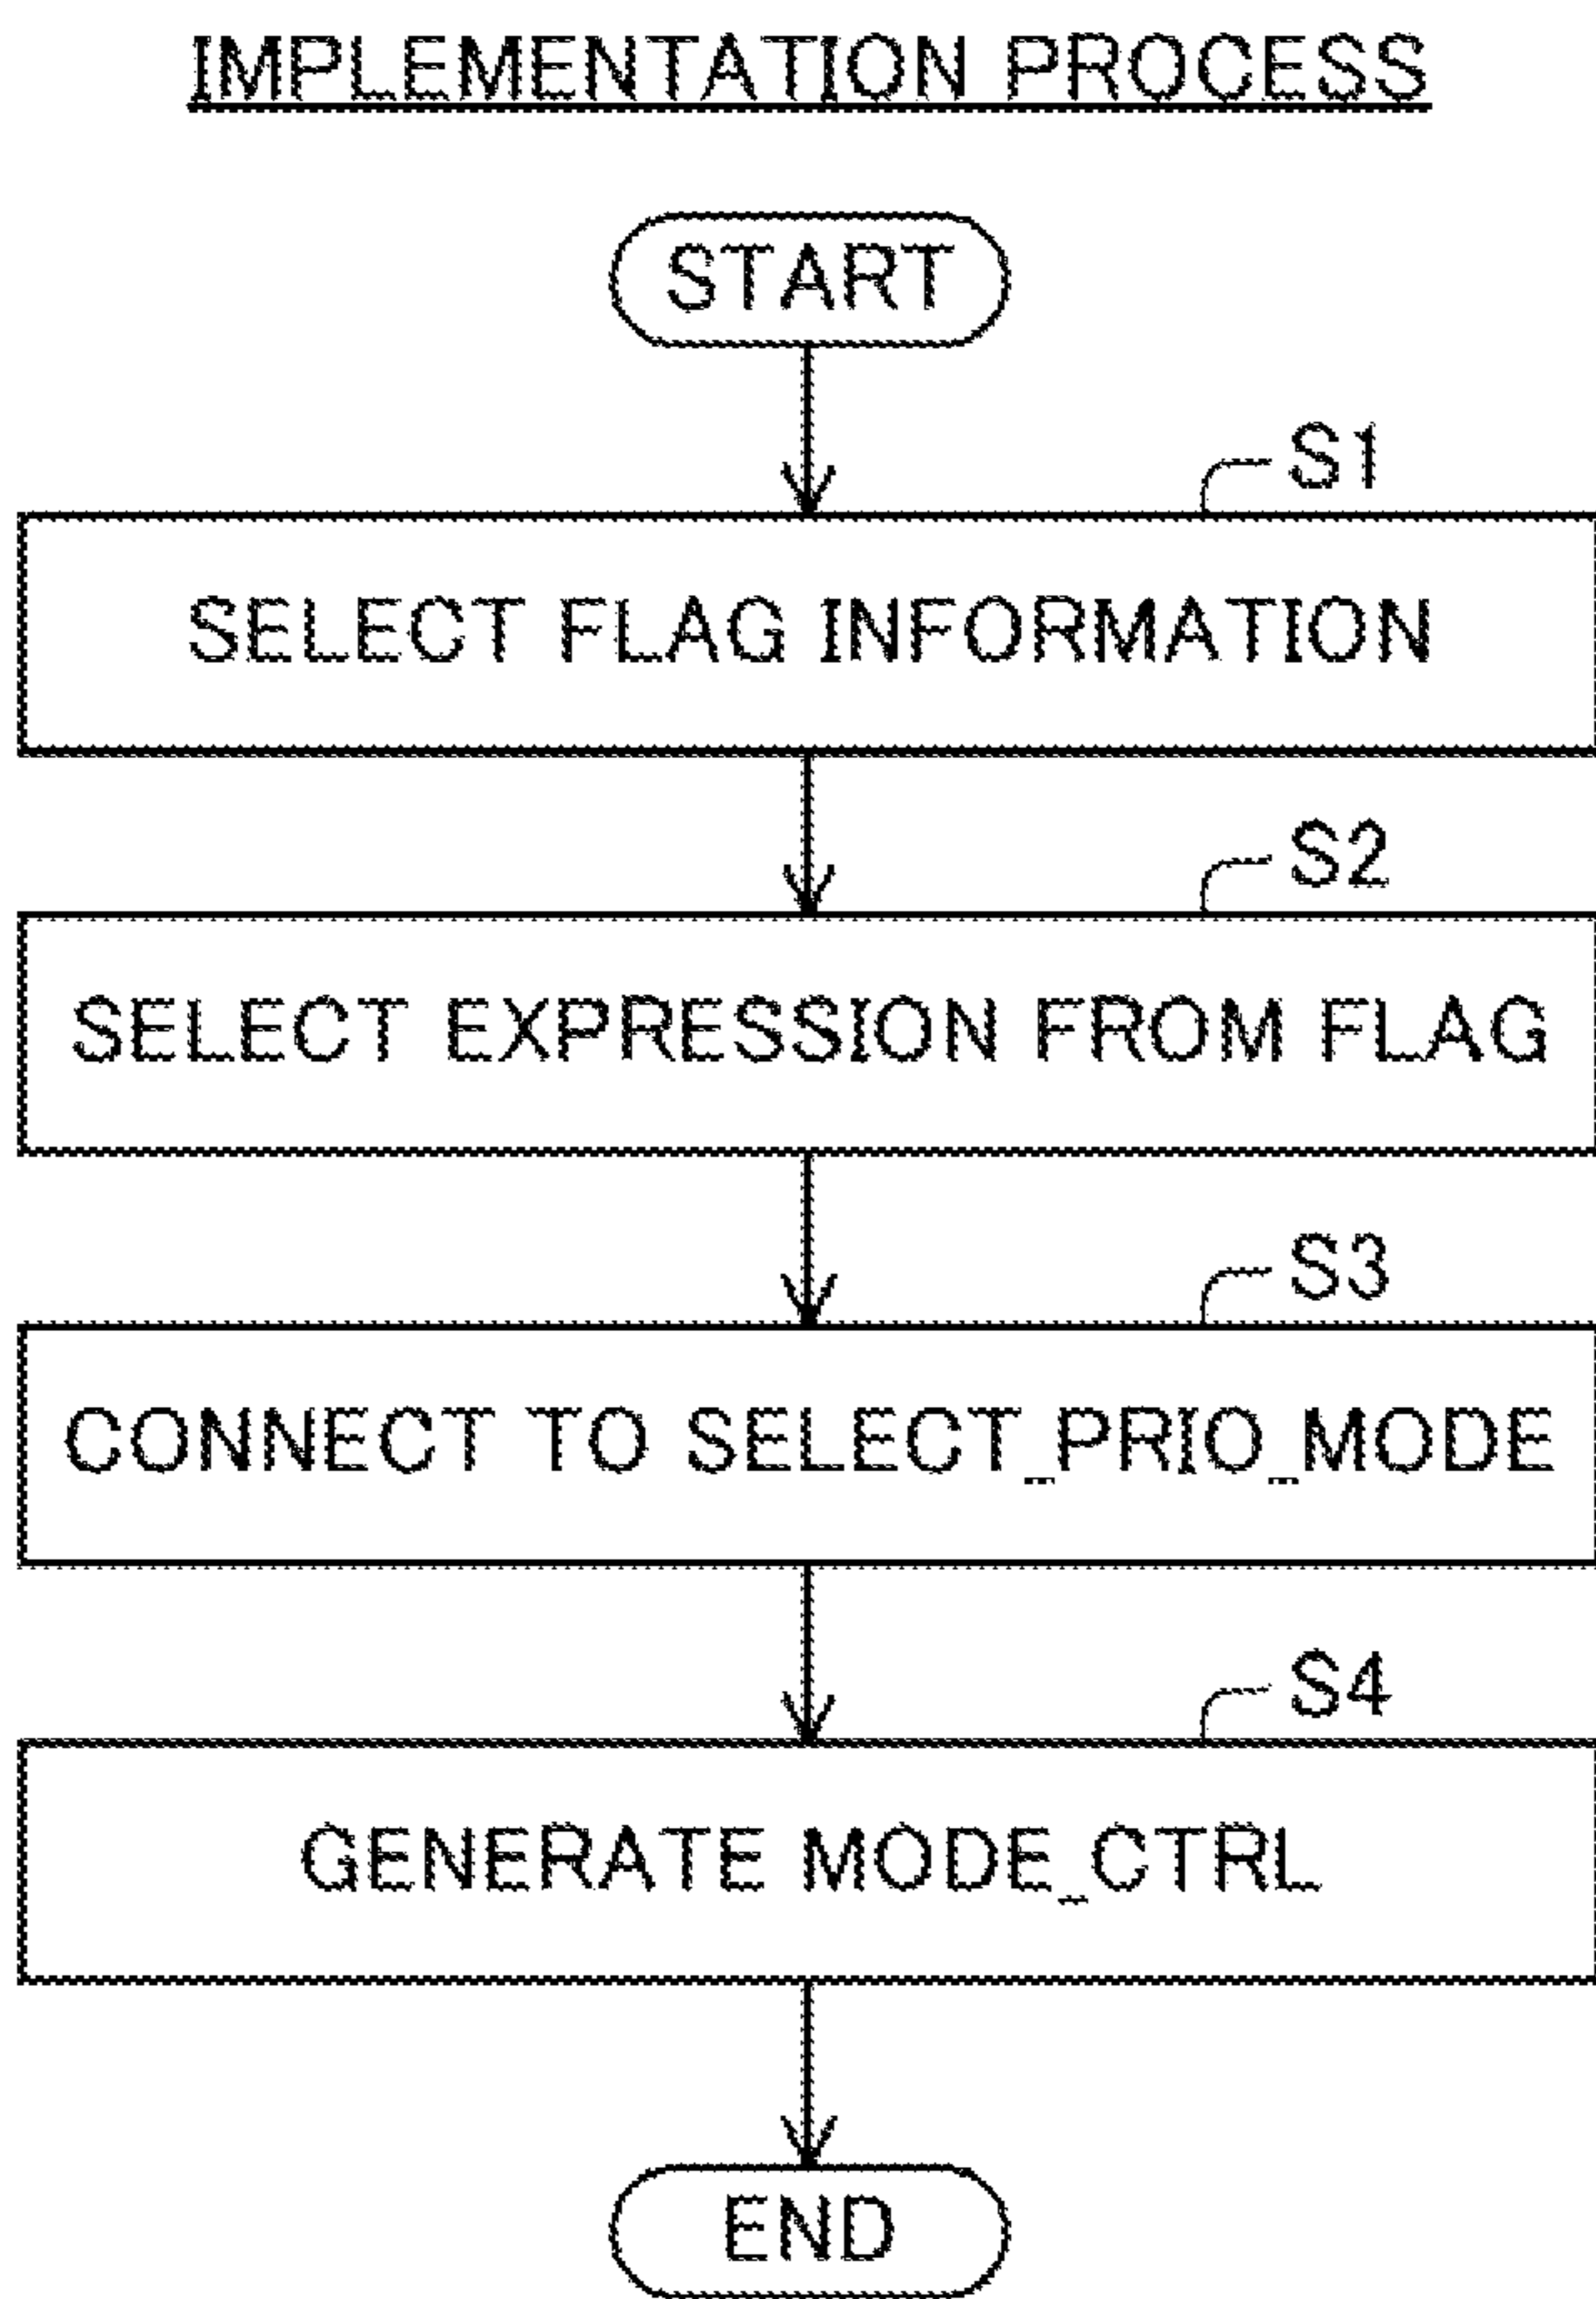 IMPLEMENTATION PROCESS
START
S1
SELECT FLAG INFORMATION
S2
SELECT EXPRESSION FROM FLAG
S3
CONNECT TO SELECT_PRIO_MODE
S4
GENERATE MODE_CTRL
END